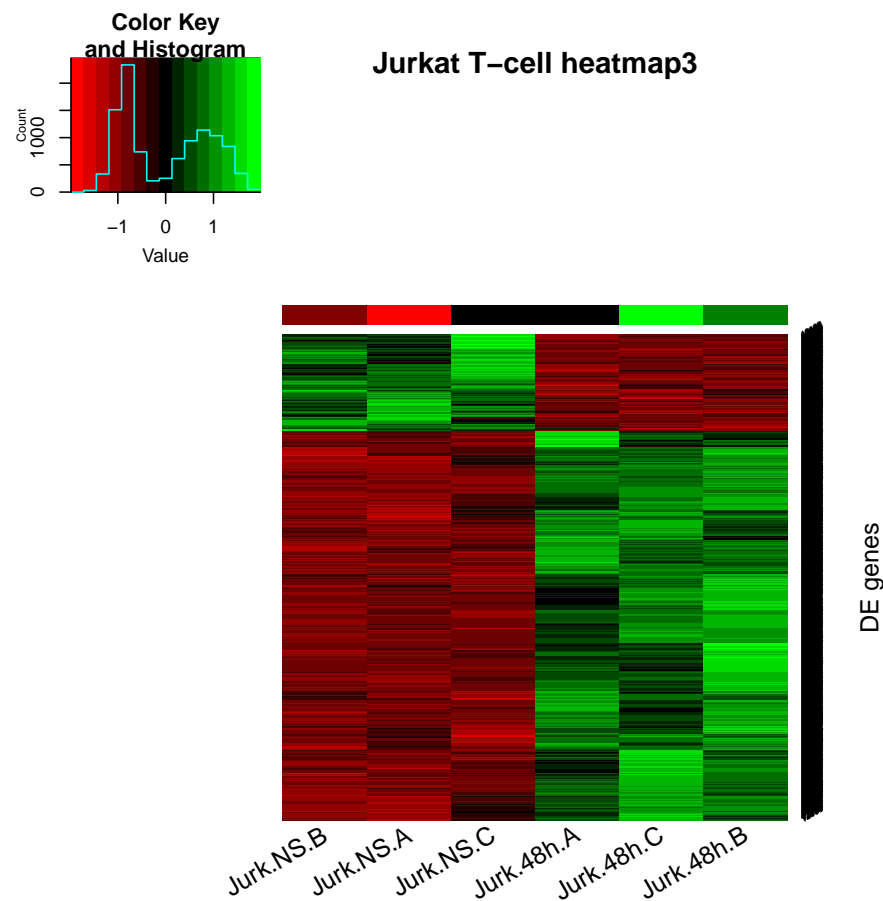 Color Key
and Histogram
Jurkat T−cell heatmap3
Count
0
1000
−1
0
1
Value
DE genes
Jurk.NS.B
Jurk.NS.A
Jurk.NS.C
Jurk.48h.A
Jurk.48h.C
Jurk.48h.B